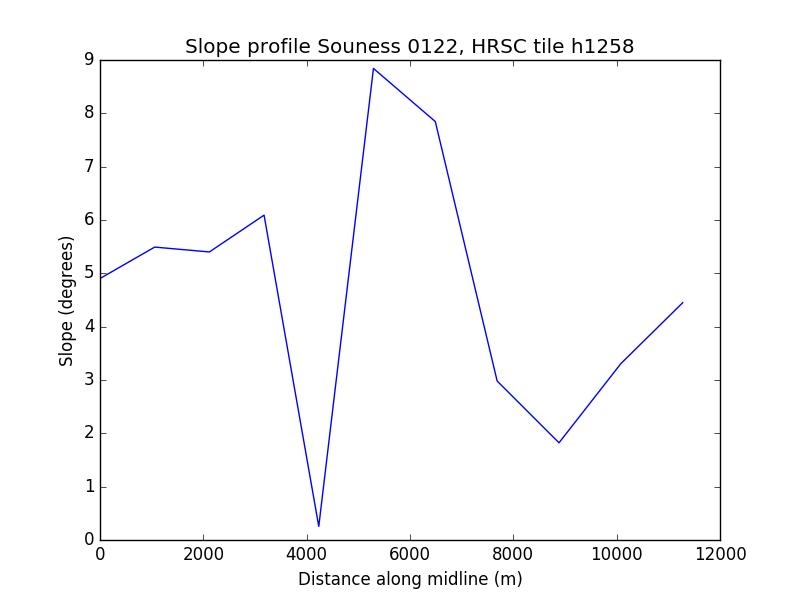 Slope profile Souness 0122, HRSC tile h1258
9
8
7
6
5
4
3
2
1
0
Slope (degrees)
0 2000 4000 6000 8000 10000 12000
Distance along midline (m)